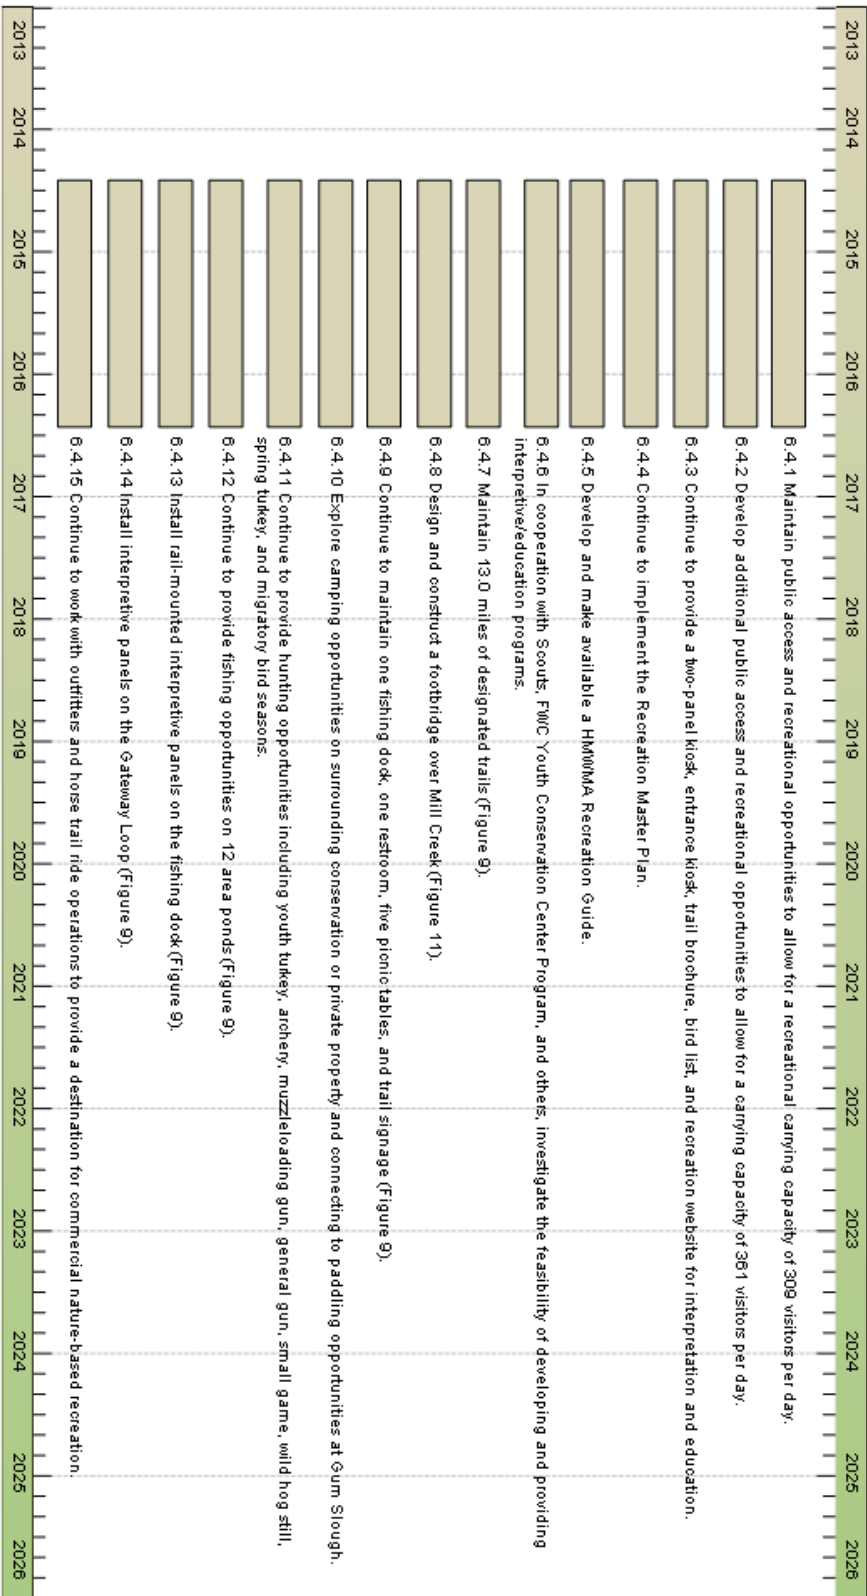 2013 2014 2015 2016 2017 2018 2019 2020 2021 2022 2023 2024 2025 2026
6.4.1 Maintain public access and recreational opportunities to allow for a recreational carrying capacity of 309 visitors per day.
6.4.2 Develop additional public access and recreational opportunities to allow for a carrying capacity of 361 visitors per day.
6.4.3 Continue to provide a two-panel kiosk, entrance kiosk, trail brochure, bird list, and recreation website for interpretation and education.
6.4.4 Continue to implement the Recreation Master Plan.
6.4.5 Develop and make available a HMWMA Recreation Guide.
6.4.6 In cooperation with Scouts, FWC Youth Conservation Center Program, and others, investigate the feasibility of developing and providing
interpretive/education programs.
6.4.7 Maintain 13.0 miles of designated trails (Figure 9).
6.4.8 Design and construct a footbridge over Mill Creek (Figure 11).
6.4.9 Continue to maintain one fishing dock, one restroom, five picnic tables, and trail signage (Figure 9).
6.4.10 Explore camping opportunities on surrounding conservation or private property and connecting to paddling opportunities at Gum Slough.
6.4.11 Continue to provide hunting opportunities including youth turkey, archery, muzzleloading gun, general gun, small game, wild hog still,
spring turkey, and migratory bird seasons.
6.4.12 Continue to provide fishing opportunities on 12 area ponds (Figure 9).
6.4.13 Install rail-mounted interpretive panels on the fishing dock (Figure 9).
6.4.14 Install interpretive panels on the Gateway Loop (Figure 9).
6.4.15 Continue to work with outfitters and horse trail ride operations to provide a destination for commercial nature-based recreation.
2013 2014 2015 2016 2017 2018 2019 2020 2021 2022 2023 2024 2025 2026